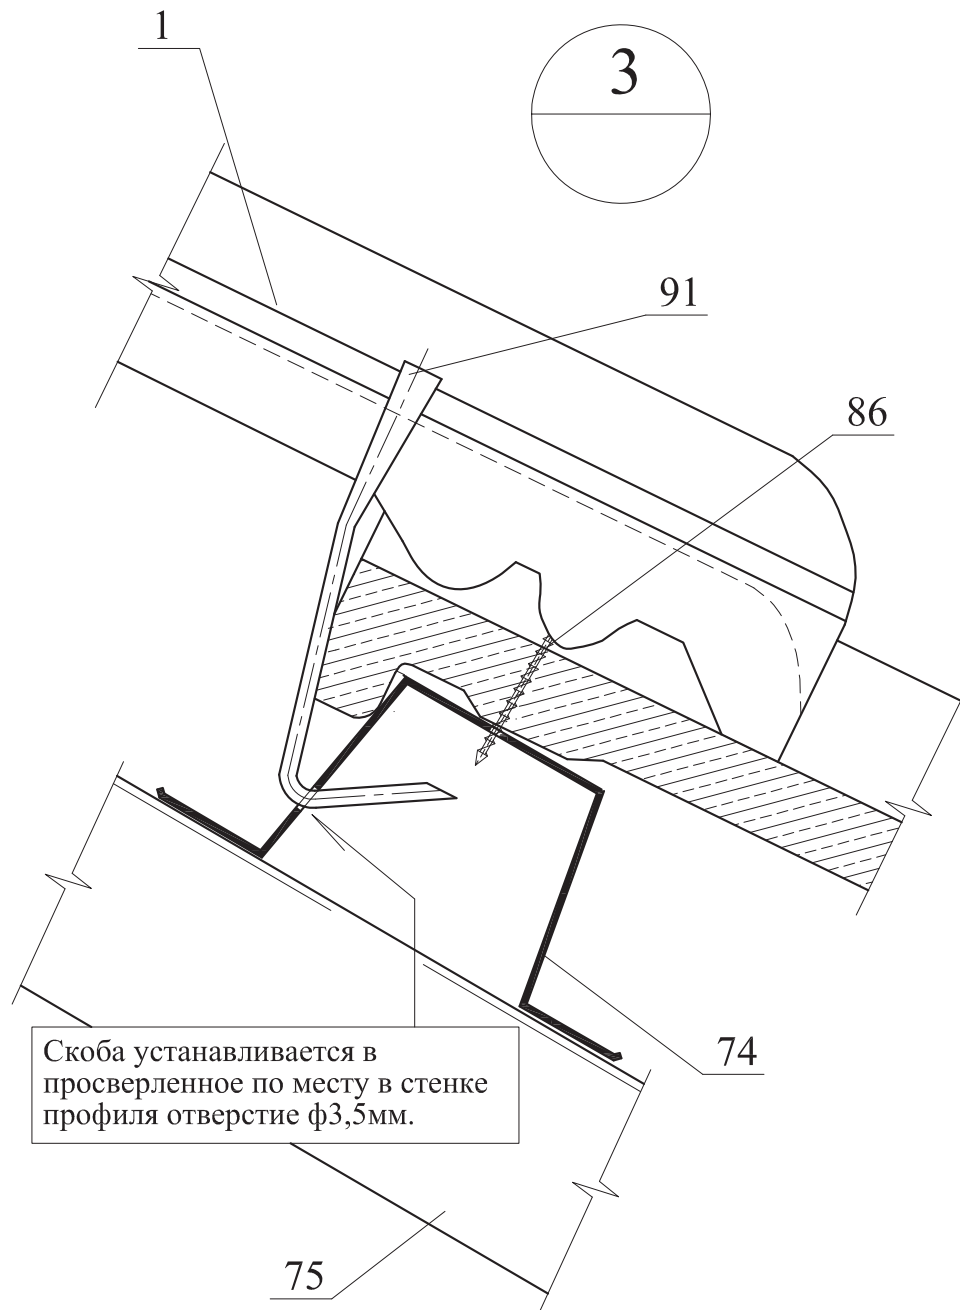 1
3
91
86
74
Скоба устанавливается в
просверленное по месту в стенке
профиля отверстие ф3,5мм.
75